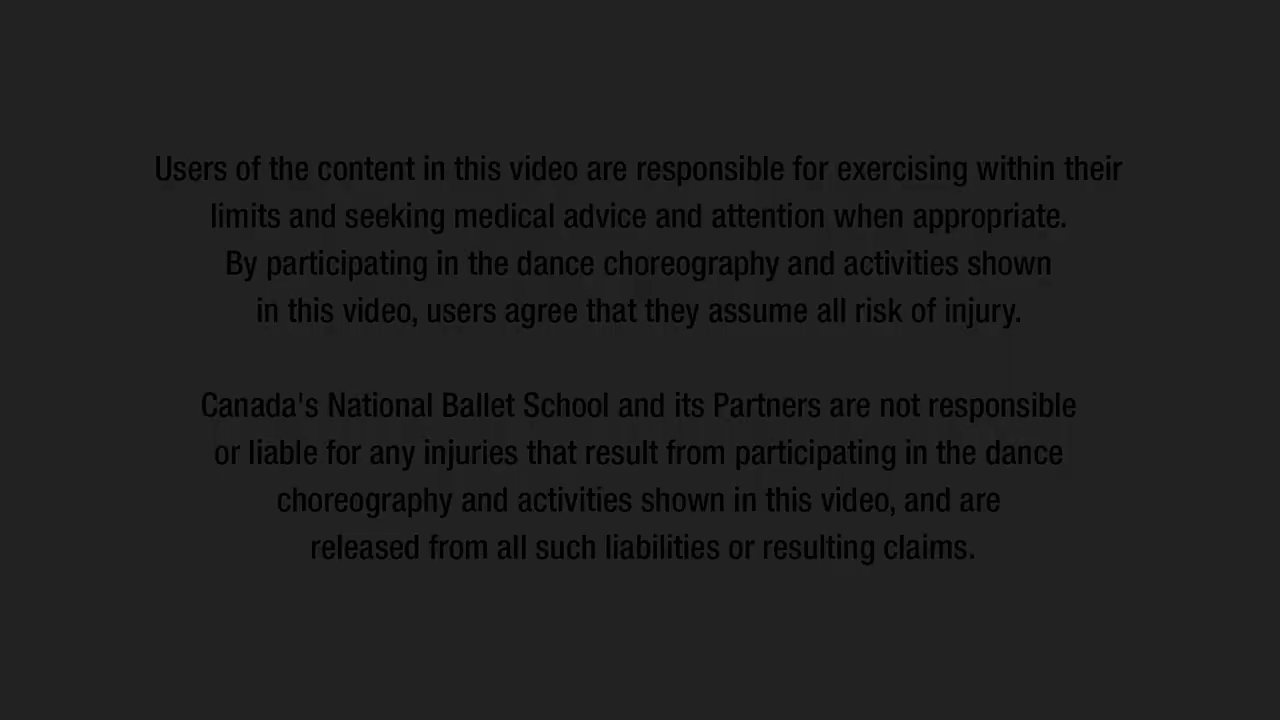 Users of the content in this video are responsible for exercising within their
limits and seeking medical advice and attention when appropriate.
By participating in the dance choreography and activities shown
in this video, users agree that they assume all risk of injury.
Canada's National Ballet School and its Partners are not responsible
or liable for any injuries that result from participating in the dance
choreography and activities shown in this video, and are
released from all such liabilities or resulting claims.